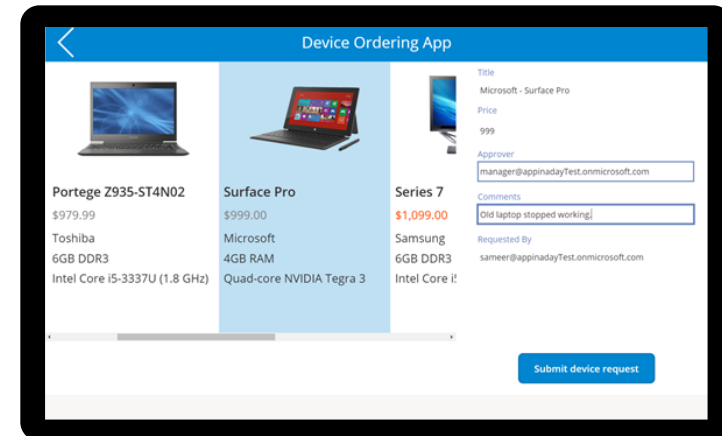 Device Ordering App
Portege Z935-ST4N02
$979.99
Toshiba
6GB DDR3
Intel Core i5-3337U (1.8 GHz)
Surface Pro
$999.00
Microsoft
4GB RAM
Quad-core NVIDIA Tegra 3
Series 7
$1,099.00
Samsung
6GB DDR3
Intel Core i5
Title
Microsoft - Surface Pro
Price
999
Approver
manager@appinadayTest.onmicrosoft.com
Comments
Old laptop stopped working.
Requested By
sameer@appinadayTest.onmicrosoft.com
Submit device request